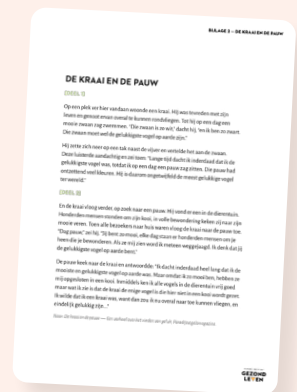 BIJLAGE 3 – DE KRAAI EN DE PAUW
DE KRAAI EN DE PAUW
DEEL 1
Op een plek ver hier vandaan woonde een kraai. Hij was tevreden met zijn
leven en genoot ervan overal te kunnen rondvliegen. Tot hij op een dag een
mooie zwaan zag zwemmen. “Die zwaan is zo wit,” dacht hij, “en ik ben zo zwart.
Die zwaan moet wel de gelukkigste vogel op aarde zijn.”
Hij zette zich neer op een tak naast de vijver en vertelde het aan de zwaan.
Deze luisterde aandachtig en zei toen: “Lange tijd dacht ik inderdaad dat ik de
gelukkigste vogel was, totdat ik op een dag een pauw zag zitten. Die pauw had
ontzettend veel kleuren. Hij is daarom ongetwijfeld de meest gelukkige vogel
ter wereld.”
En de kraai vloog verder, op zoek naar een pauw. Hij vond er een in de dierentuin.
Honderden mensen stonden om zijn kooi, in volle bewondering keken zij naar zijn
mooie veren. Toen alle bezoekers naar huis waren vloog de kraai naar de pauw toe.
“Dag pauw,” zei hij. “Jij bent zo mooi, elke dag staan er honderden mensen om je
heen die je bewonderen. Als ze mij zien word ik meteen weggejaagd. Ik denk dat jij
de gelukkigste vogel op aarde bent.”
De pauw keek naar de kraai en antwoordde: “Ik dacht inderdaad heel lang dat ik de
mooiste en gelukkigste vogel op aarde was. Maar omdat ik zo mooi ben, hebben ze
mij opgesloten in een kooi. Inmiddels ken ik alle vogels in de dierentuin vrij goed
maar wat ik zie is dat de kraai de enige vogel is die hier niet in een kooi wordt gezet.
Ik wilde dat ik een kraai was, want dan zou ik nu overal naar toe kunnen vliegen, en
eindelijk gelukkig zijn...”
GEZOND
LEVEN